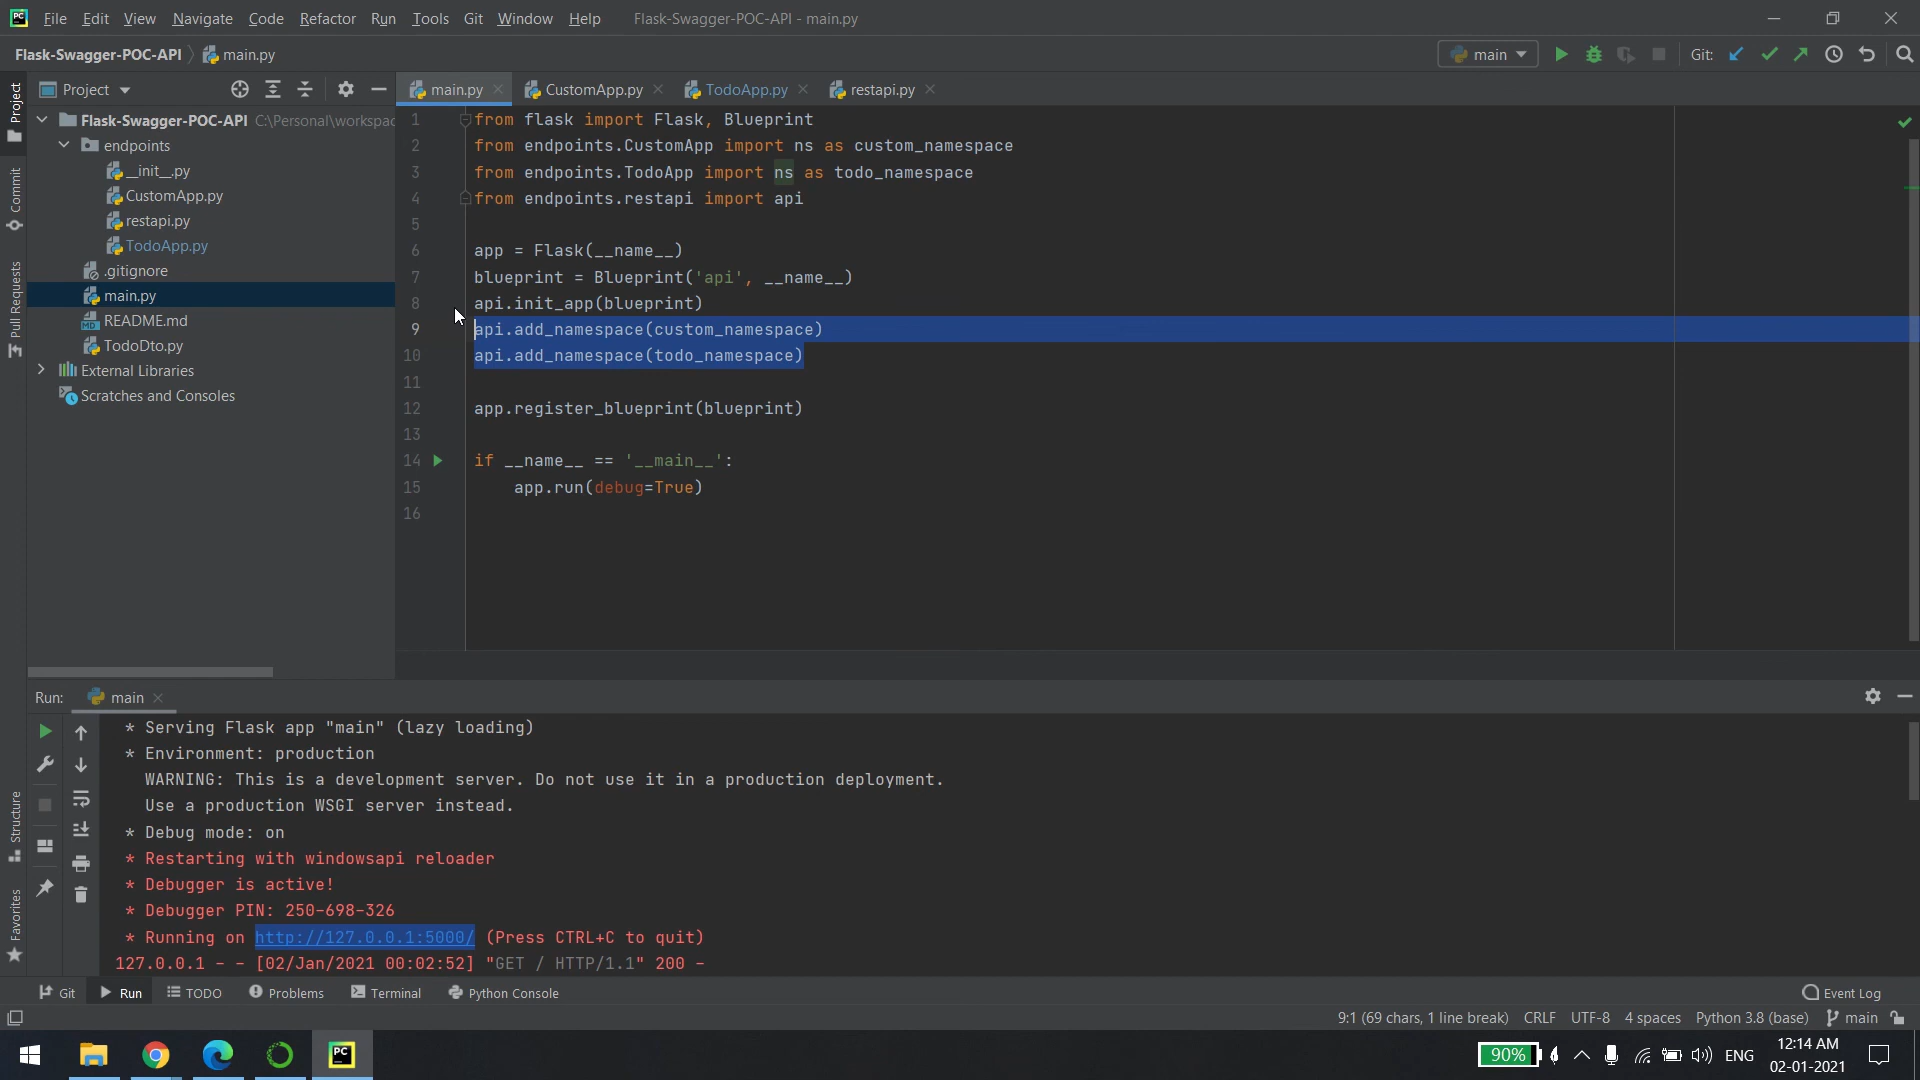 PC File Edit View Navigate Code Refactor Run Tools Git Window Help Flask-Swagger-POC-API - main.py
Flask-Swagger-POC-API main.py main Git:
Project main.py CustomApp.py TodoApp.py restapi.py
Project
Commit
Pull Requests
Structure
Favorites
Flask-Swagger-POC-API C:\Personal\workspac
endpoints
__init__.py
CustomApp.py
restapi.py
TodoApp.py
.gitignore
main.py
MD README.md
TodoDto.py
External Libraries
Scratches and Consoles
1 from flask import Flask, Blueprint
2 from endpoints.CustomApp import ns as custom_namespace
3 from endpoints.TodoApp import ns as todo_namespace
4 from endpoints.restapi import api
5
6 app = Flask(__name__)
7 blueprint = Blueprint('api', __name__)
8 api.init_app(blueprint)
9 api.add_namespace(custom_namespace)
10 api.add_namespace(todo_namespace)
11
12 app.register_blueprint(blueprint)
13
14 if __name__ == '__main__':
15 app.run(debug=True)
16
Run: main
* Serving Flask app "main" (lazy loading)
* Environment: production
WARNING: This is a development server. Do not use it in a production deployment.
Use a production WSGI server instead.
* Debug mode: on
* Restarting with windowsapi reloader
* Debugger is active!
* Debugger PIN: 250-698-326
* Running on http://127.0.0.1:5000/ (Press CTRL+C to quit)
127.0.0.1 - - [02/Jan/2021 00:02:52] "GET / HTTP/1.1" 200 -
Git Run TODO Problems Terminal Python Console Event Log
9:1 (69 chars, 1 line break) CRLF UTF-8 4 spaces Python 3.8 (base) main
PC 90% ENG 12:14 AM
02-01-2021